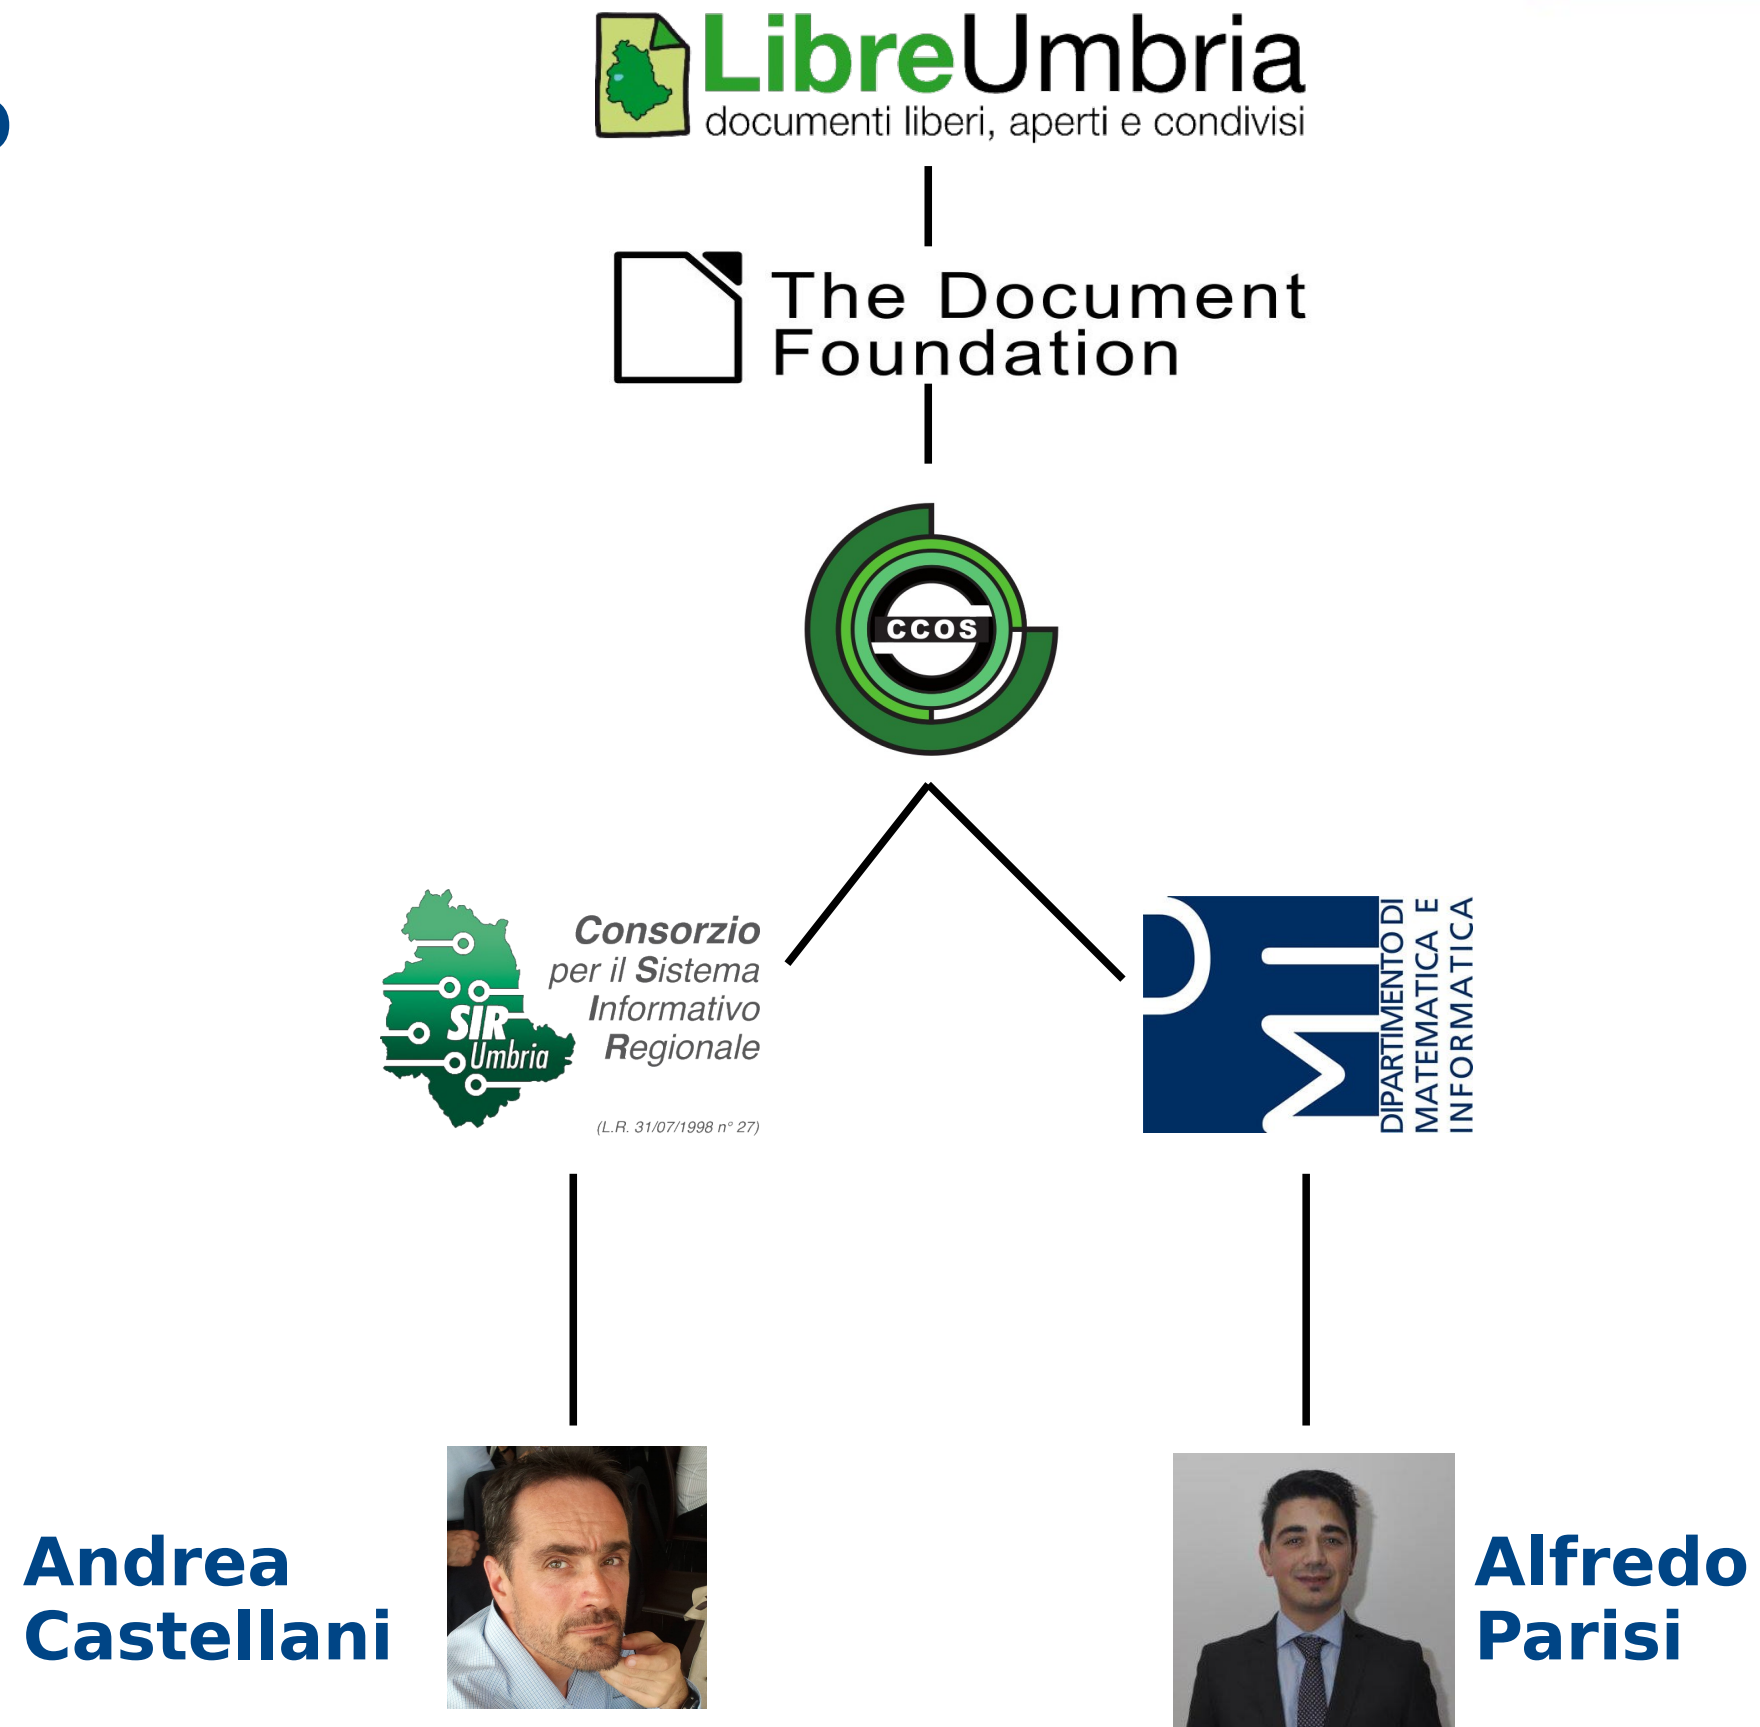 LibreUmbria
documenti liberi, aperti e condivisi
The Document
Foundation
CCOS
Consorzio
per il Sistema
Informativo
Regionale
SIR
Umbria
(L.R. 31/07/1998 n° 27)
DIPARTIMENTO DI
MATEMATICA E
INFORMATICA
Andrea
Castellani
Alfredo
Parisi